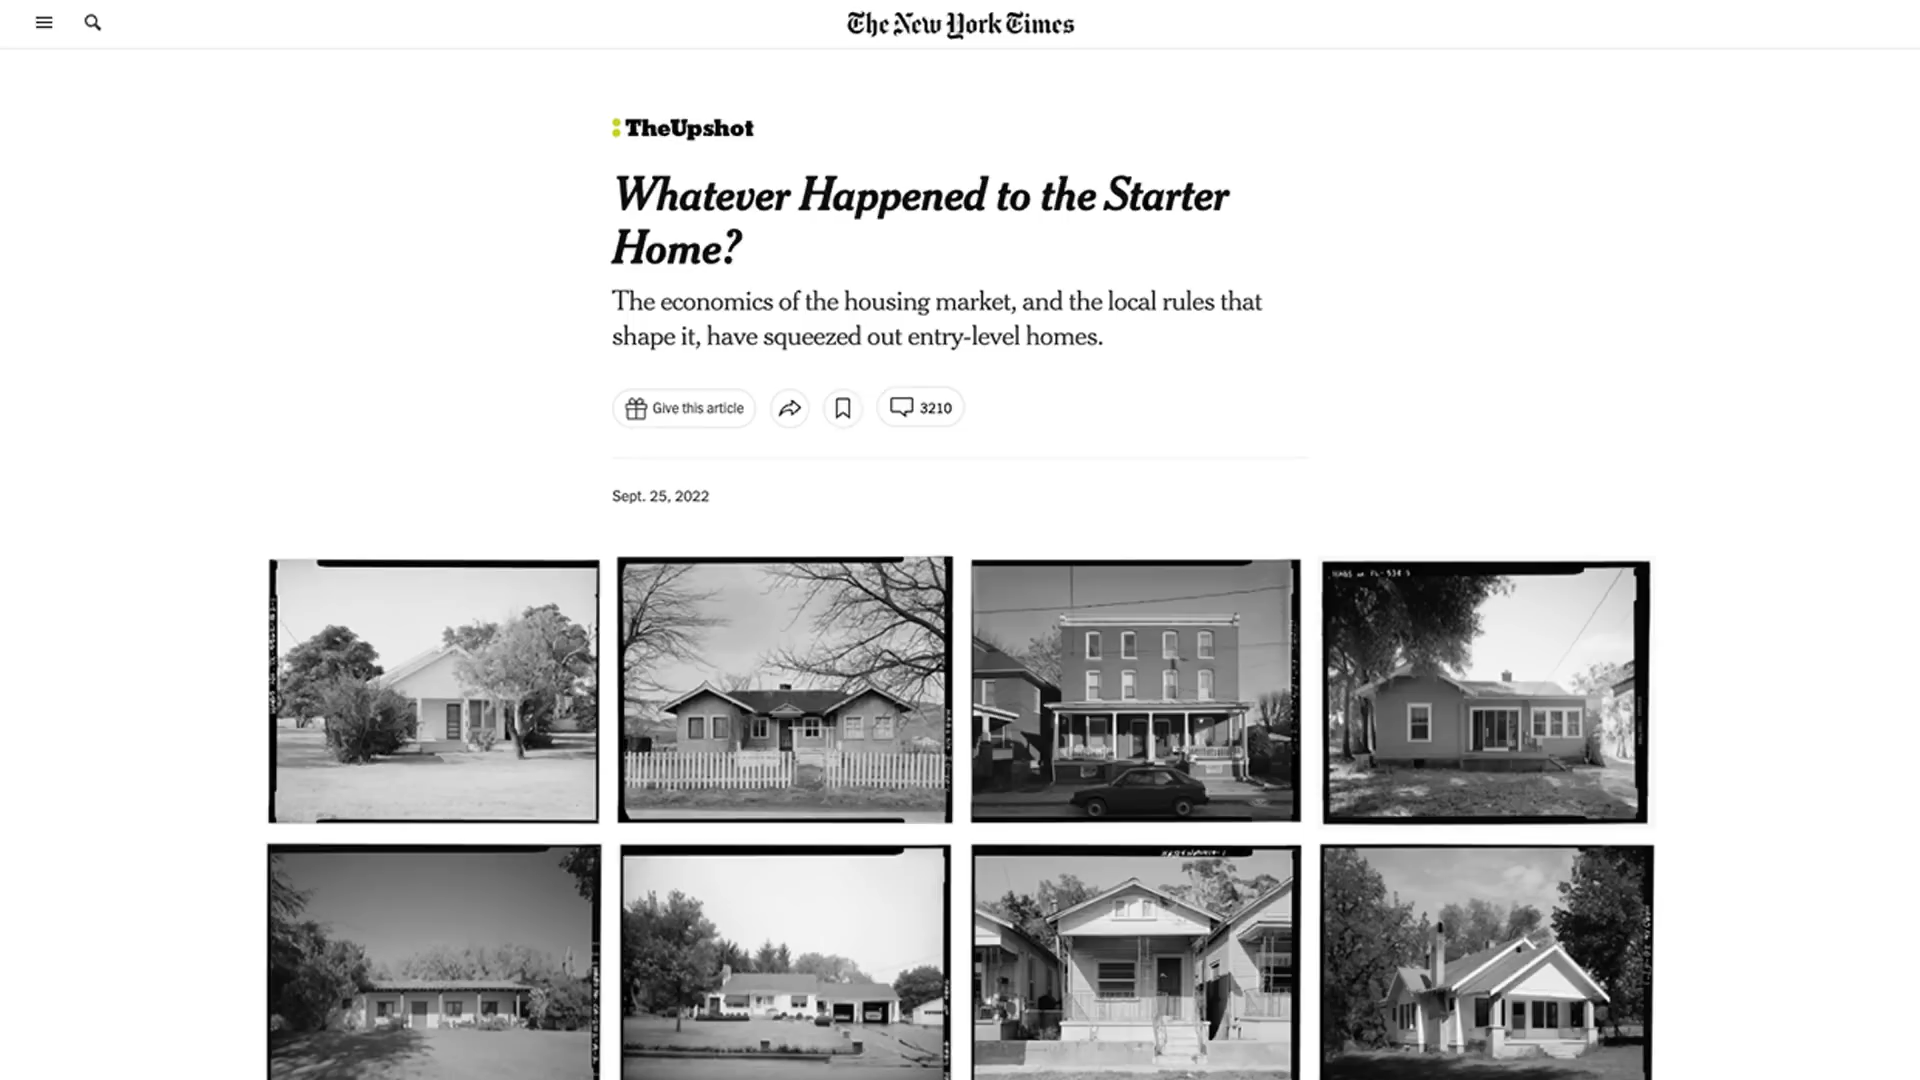 The New York Times
TheUpshot
Whatever Happened to the Starter
Home?
The economics of the housing market, and the local rules that
shape it, have squeezed out entry-level homes.
Give this article
3210
Sept. 25, 2022